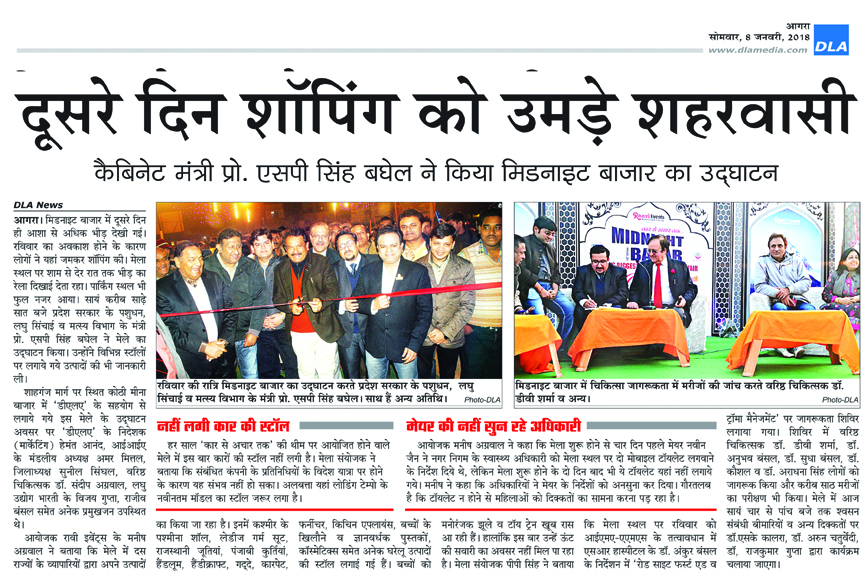 आगरा
सोमवार, 8 जनवरी, 2018
www.dlamedia.com
DLA
दूसरे दिन शॉपिंग को उमड़े शहरवासी
कैबिनेट मंत्री प्रो. एसपी सिंह बघेल ने किया मिडनाइट बाजार का उद्घाटन
DLA News
आगरा। मिडनाइट बाजार में दूसरे दिन
ही आशा से अधिक भीड़ देखी गई।
रविवार का अवकाश होने के कारण
लोगों ने यहां जमकर शॉपिंग की। मेला
स्थल पर शाम से देर रात तक भीड़ का
रेला दिखाई देता रहा। पार्किंग स्थल भी
फुल नजर आया। सायं करीब साढ़े
सात बजे प्रदेश सरकार के पशुधन,
लघु सिंचाई व मत्स्य विभाग के मंत्री
प्रो. एसपी सिंह बघेल ने मेले का
उद्घाटन किया। उन्होंने विभिन्न स्टॉलों
पर लगाये गये उत्पादों की भी जानकारी
ली।
शाहगंज मार्ग पर स्थित कोठी मीना
बाजार में 'डीएलए' के सहयोग से
लगाये गये इस मेले के उद्घाटन
अवसर पर 'डीएलए' के निदेशक
(मार्केटिंग) हेमंत आनंद, आईआईए
के मंडलीय अध्यक्ष अमर मित्तल,
जिलाध्यक्ष सुनील सिंघल, वरिष्ठ
चिकित्सक डॉ. संदीप अग्रवाल, लघु
उद्योग भारती के विजय गुप्ता, राजीव
बंसल समेत अनेक प्रमुखजन उपस्थित
थे।
आयोजक रावी इवेंट्स के मनीष
अग्रवाल ने बताया कि मेले में दस
राज्यों के व्यापारियों द्वारा अपने उत्पादों
रविवार की रात्रि मिडनाइट बाजार का उद्घाटन करते प्रदेश सरकार के पशुधन, लघु
सिंचाई व मत्स्य विभाग के मंत्री प्रो. एसपी सिंह बघेल। साथ हैं अन्य अतिथि।
Photo-DLA
Raavi Events
MIDNIGHT
BAZAR
मिडनाइट बाजार में चिकित्सा जागरूकता में मरीजों की जांच करते वरिष्ठ चिकित्सक डॉ.
डीवी शर्मा व अन्य।
Photo-DLA
नहीं लगी कार की स्टॉल
हर साल 'कार से अचार तक' की थीम पर आयोजित होने वाले
मेले में इस बार कारों की स्टॉल नहीं लगी है। मेला संयोजक ने
बताया कि संबंधित कंपनी के प्रतिनिधियों के विदेश यात्रा पर होने
के कारण यह संभव नहीं हो सका। अलबत्ता यहां लोडिंग टेम्पो के
नवीनतम मॉडल का स्टॉल जरूर लगा है।
मेयर की नहीं सुन रहे अधिकारी
आयोजक मनीष अग्रवाल ने कहा कि मेला शुरू होने से चार दिन पहले मेयर नवीन
जैन ने नगर निगम के स्वास्थ्य अधिकारी को मेला स्थल पर दो मोबाइल टॉयलेट लगवाने
के निर्देश दिये थे, लेकिन मेला शुरू होने के दो दिन बाद भी ये टॉयलेट यहां नहीं लगाये
गये। मनीष ने कहा कि अधिकारियों ने मेयर के निर्देशों को अनसुना कर दिया। गौरतलब
है कि टॉयलेट न होने से महिलाओं को दिक्कतों का सामना करना पड़ रहा है।
का किया जा रहा है। इनमें कश्मीर के
पश्मीना शॉल, लेडीज गर्म सूट,
राजस्थानी जूतियां, पंजाबी कुर्तियां,
हैंडलूम, हैंडीक्राफ्ट, गद्दे, कारपेट,
फर्नीचर, किचिन एप्लायंस, बच्चों के
खिलौने व ज्ञानवर्धक पुस्तकों,
कॉस्मेटिक्स समेत अनेक घरेलू उत्पादों
की स्टॉल लगाई गई हैं। बच्चों को
मनोरंजक झूले व टॉय ट्रेन खूब रास
आ रही हैं। हालांकि इस बार उन्हें ऊंट
की सवारी का अवसर नहीं मिल पा रहा
है। मेला संयोजक पीपी सिंह ने बताया
कि मेला स्थल पर रविवार को
आईएमए-एएमएस के तत्वावधान में
एसआर हास्पीटल के डॉ. अंकुर बंसल
के निर्देशन में 'रोड साइट फर्स्ट एड व
ट्रॉमा मैनेजमेंट' पर जागरूकता शिविर
लगाया गया। शिविर में वरिष्ठ
चिकित्सक डॉ. डीवी शर्मा, डॉ.
अनुभव बंसल, डॉ. सुधा बंसल, डॉ.
कौशल व डॉ. अराधना सिंह लोगों को
जागरूक किया और करीब साठ मरीजों
का परीक्षण भी किया। मेले में आज
सायं चार से पांच बजे तक श्वसन
संबंधी बीमारियों व अन्य दिक्कतों पर
डॉ.एसके कालरा, डॉ. अरुन चतुर्वेदी,
डॉ. राजकुमार गुप्ता द्वारा कार्यक्रम
चलाया जाएगा।